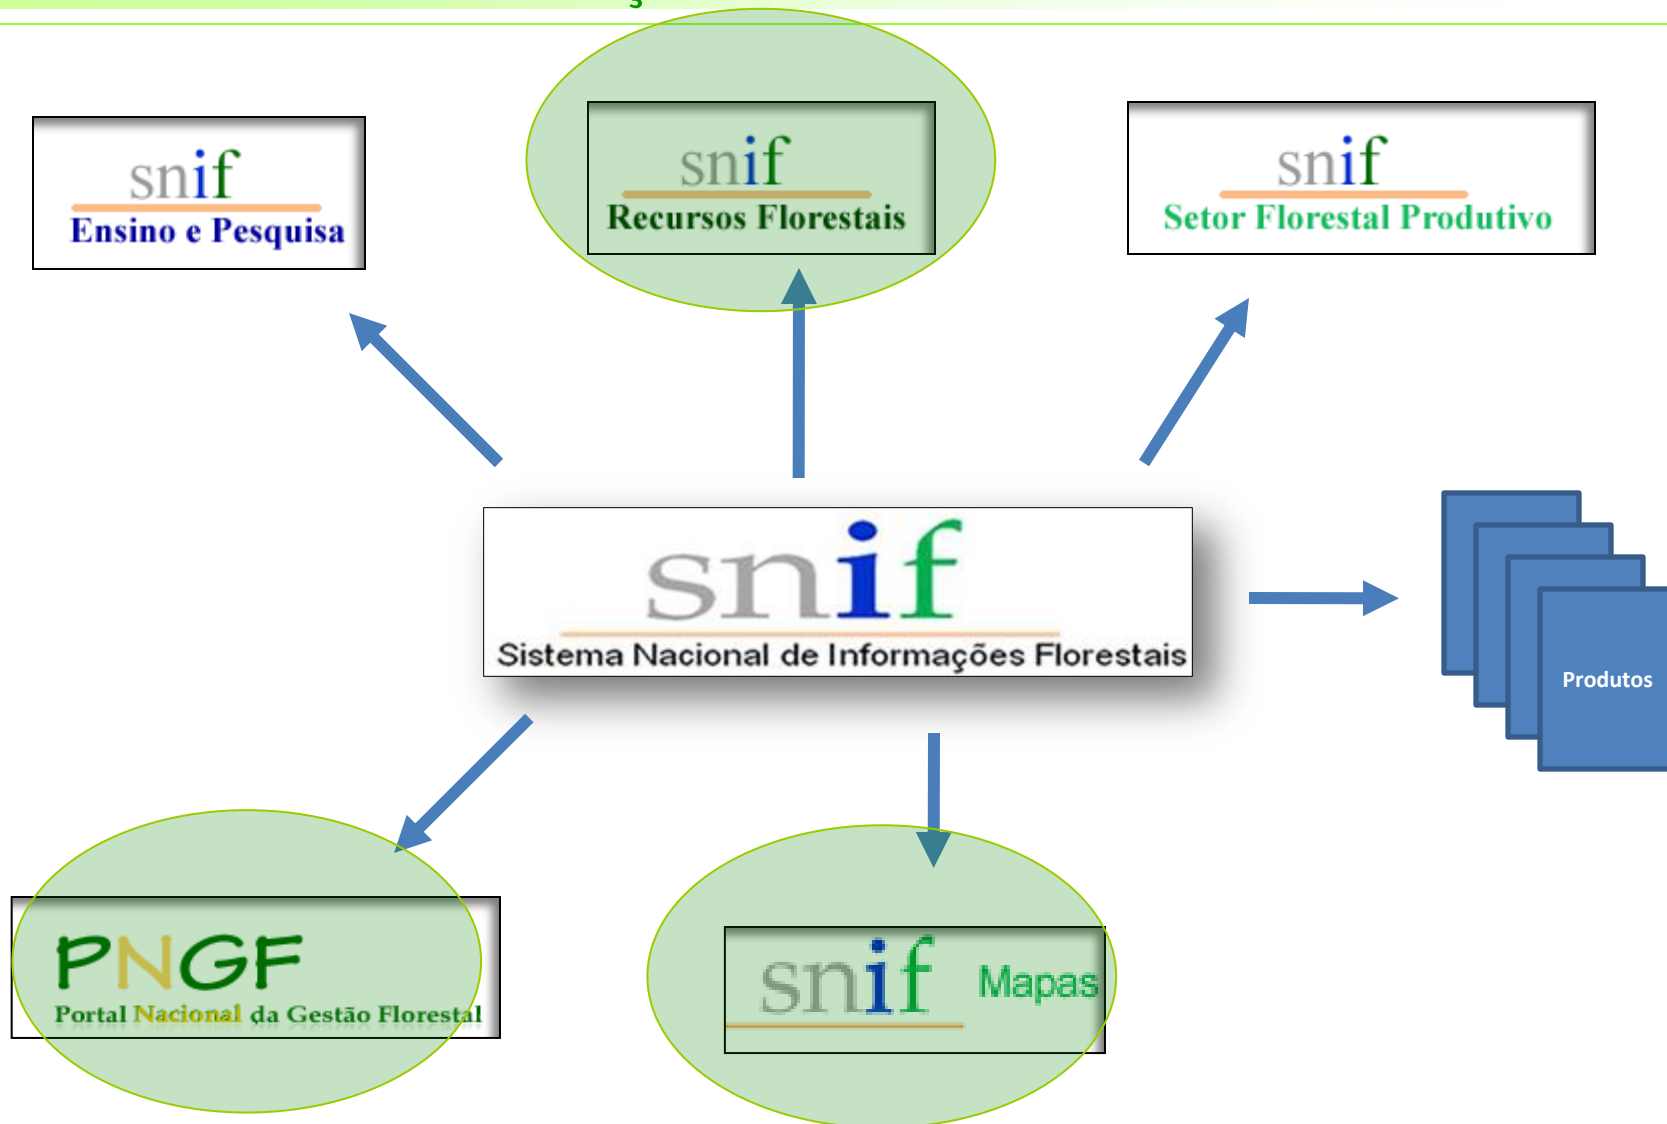 snif
Ensino e Pesquisa
snif
Recursos Florestais
snif
Setor Florestal Produtivo
snif
Sistema Nacional de Informações Florestais
Produtos
PNGF
Portal Nacional da Gestão Florestal
snif Mapas